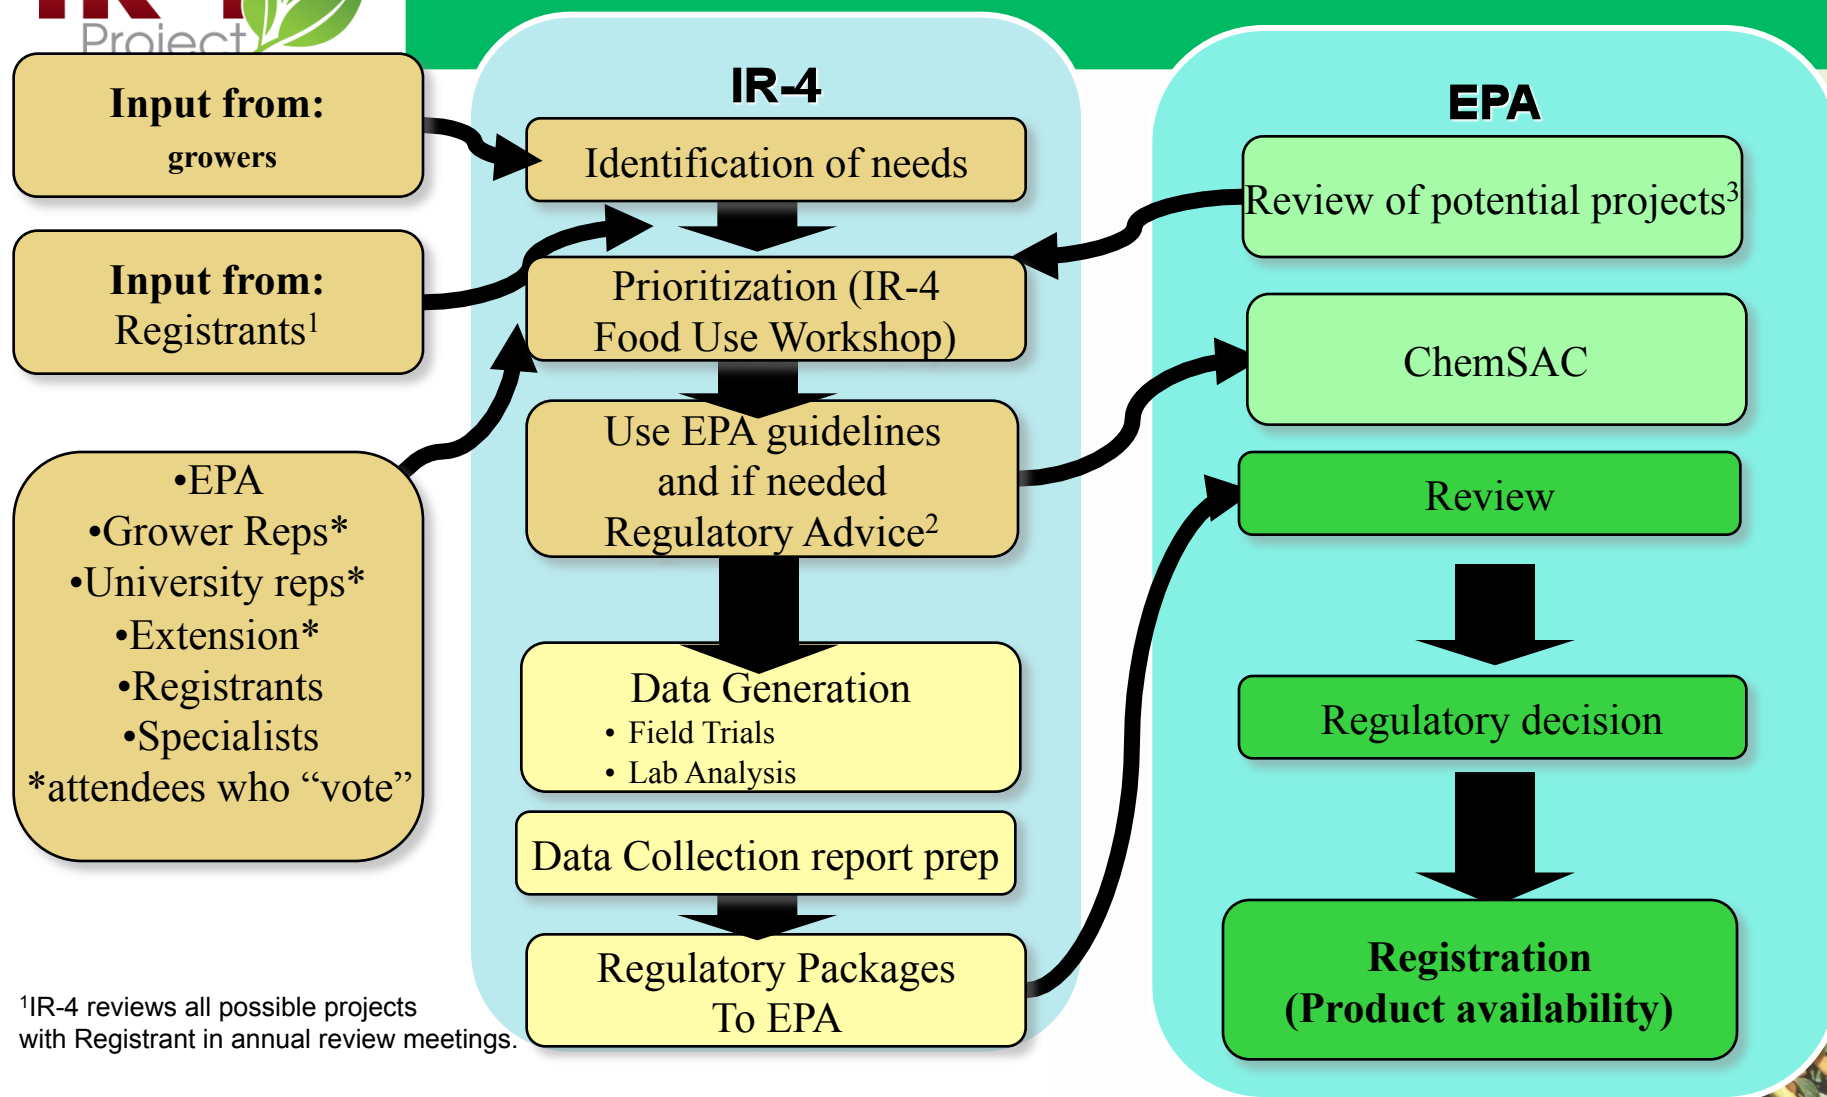 Project
Input from:
growers
Input from:
Registrants¹
•EPA
•Grower Reps*
•University reps*
•Extension*
•Registrants
•Specialists
*attendees who “vote”
¹IR-4 reviews all possible projects
with Registrant in annual review meetings.
IR-4
Identification of needs
Prioritization (IR-4
Food Use Workshop)
Use EPA guidelines
and if needed
Regulatory Advice²
Data Generation
• Field Trials
• Lab Analysis
Data Collection report prep
Regulatory Packages
To EPA
EPA
Review of potential projects³
ChemSAC
Review
Regulatory decision
Registration
(Product availability)